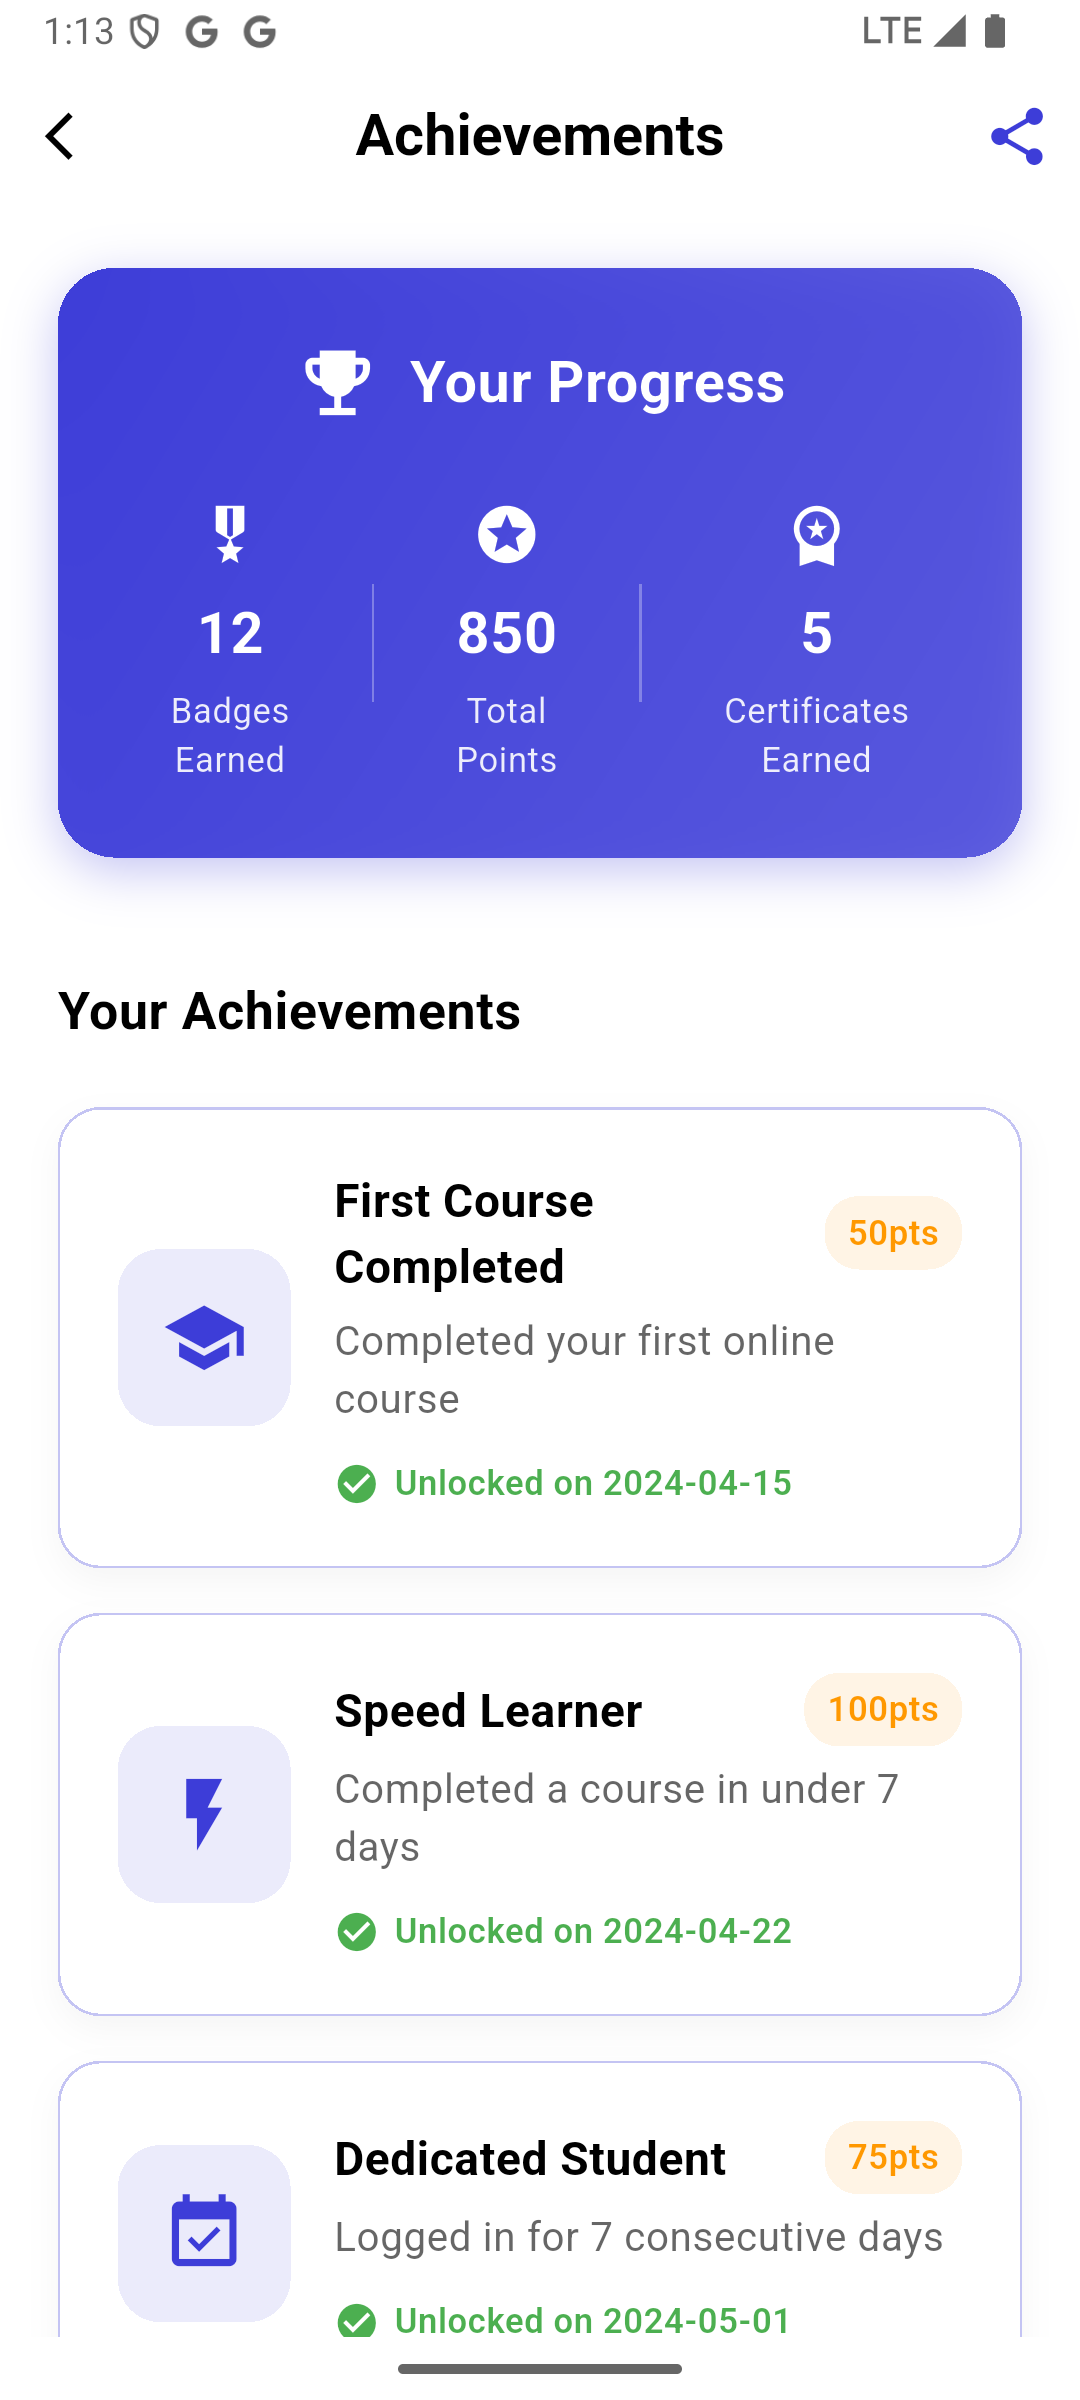 1:13
LTE
Achievements
Your Progress
12
850
5
Badges
Earned
Total
Points
Certificates
Earned
Your Achievements
First Course
Completed
50pts
Completed your first online
course
Unlocked on 2024-04-15
Speed Learner
100pts
Completed a course in under 7
days
Unlocked on 2024-04-22
Dedicated Student
75pts
Logged in for 7 consecutive days
Unlocked on 2024-05-01